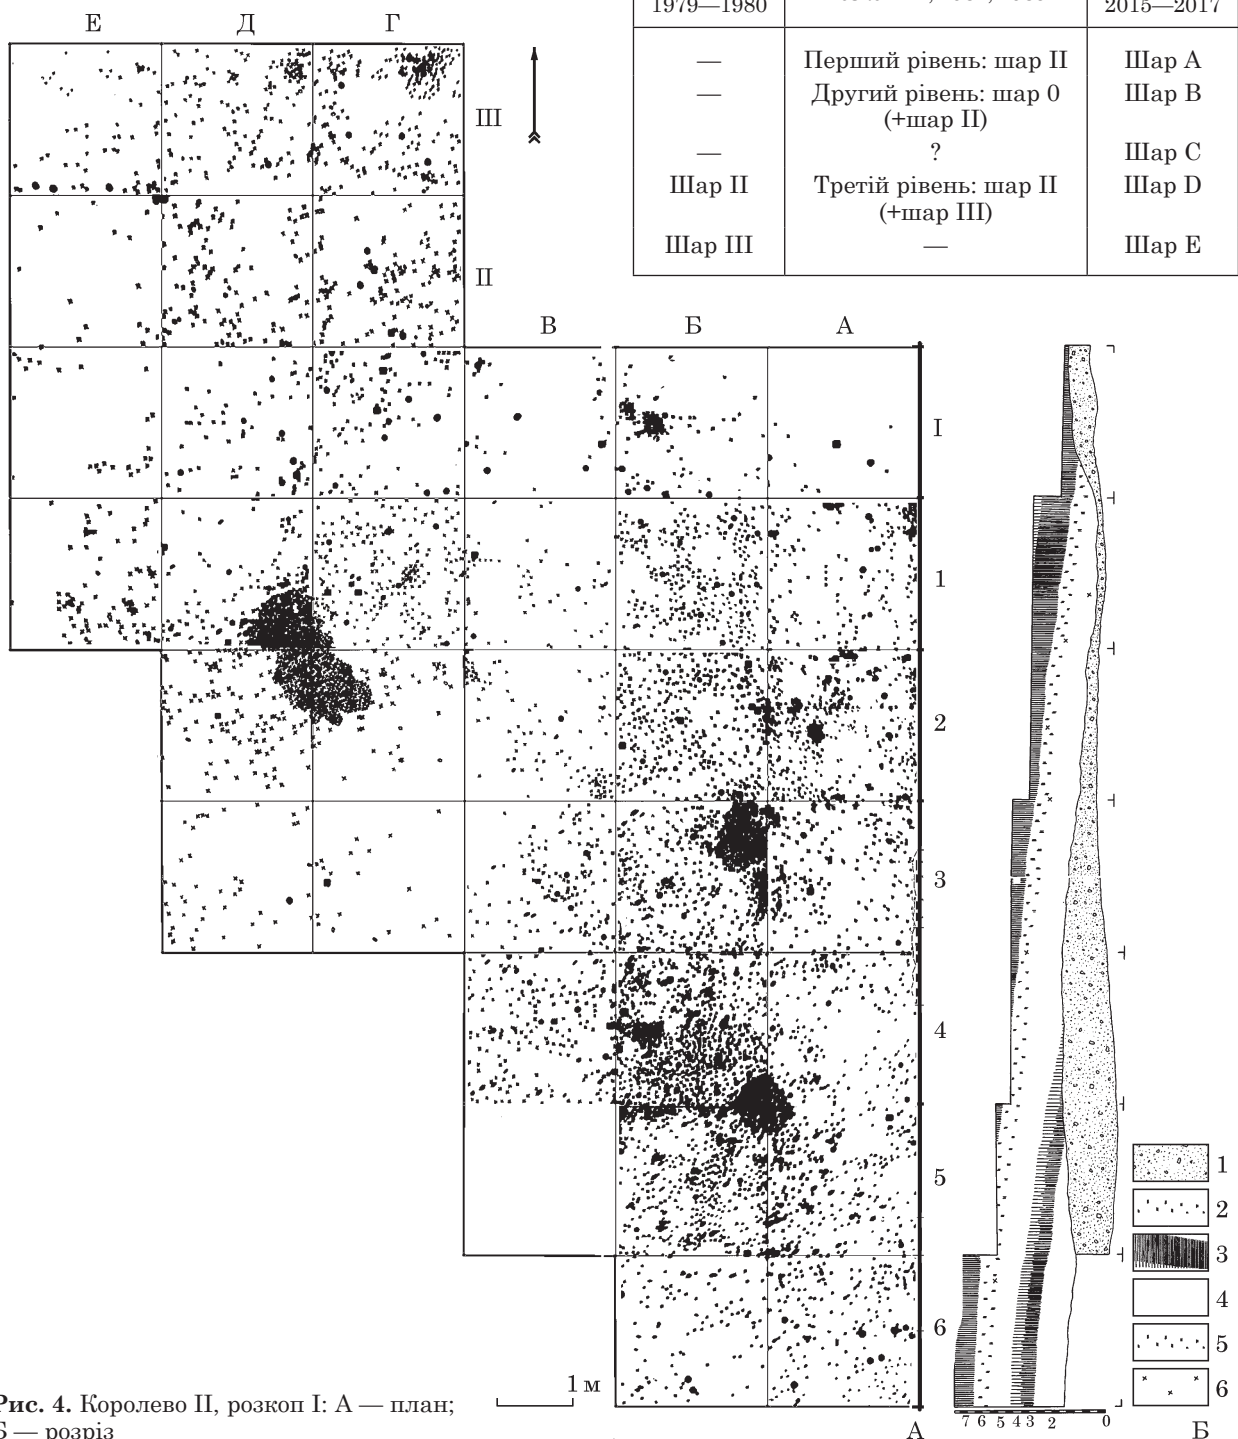 1979—1980
2015—2017
— Перший рівень: шар II Шар A
— Другий рівень: шар 0 Шар B
(+шар II)
— ? Шар C
Шар II Третій рівень: шар II Шар D
(+шар III)
Шар III — Шар E
Е Д Г
III
II
В Б А
I
1
2
3
4
5
6
1
2
3
4
5
6
1 м
7 6 5 4 3 2 0
А
Б
Рис. 4. Королево II, розкоп I: А — план;
Б — розріз